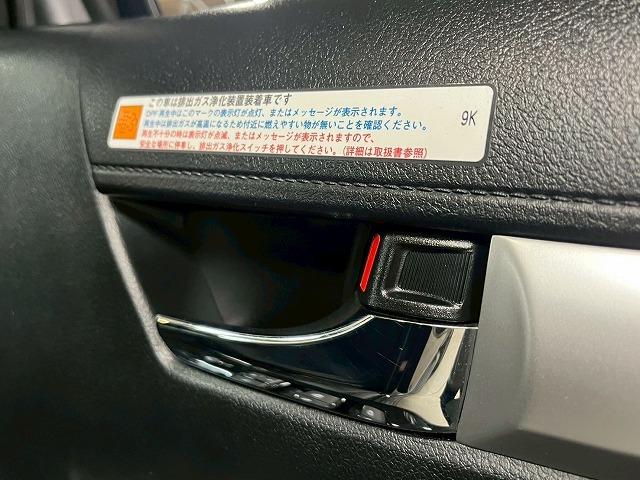 この車は排出ガス浄化装置装着車です
DPF再生中はこのマークの表示灯が点灯、またはメッセージが表示されます。
再生中は排出ガスが高温になるため付近に燃えやすい物が無いことを確認ください。
再生不十分の時は表示灯が点滅、またはメッセージが表示されますので、
安全な場所に停車し、排出ガス浄化スイッチを押してください。(詳細は取扱書参照)
9K